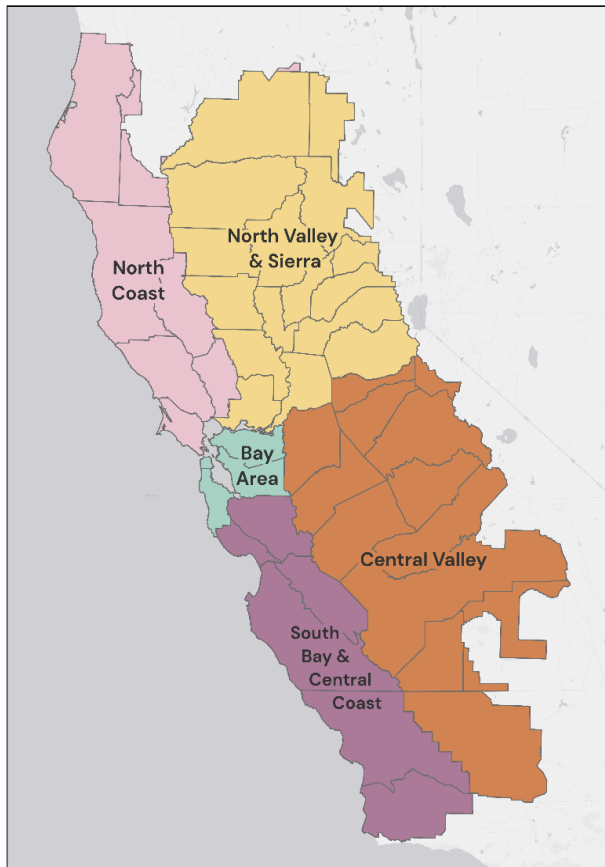 North Valley
& Sierra
North
Coast
Bay
Area
Central Valley
South
Bay &
Central
Coast